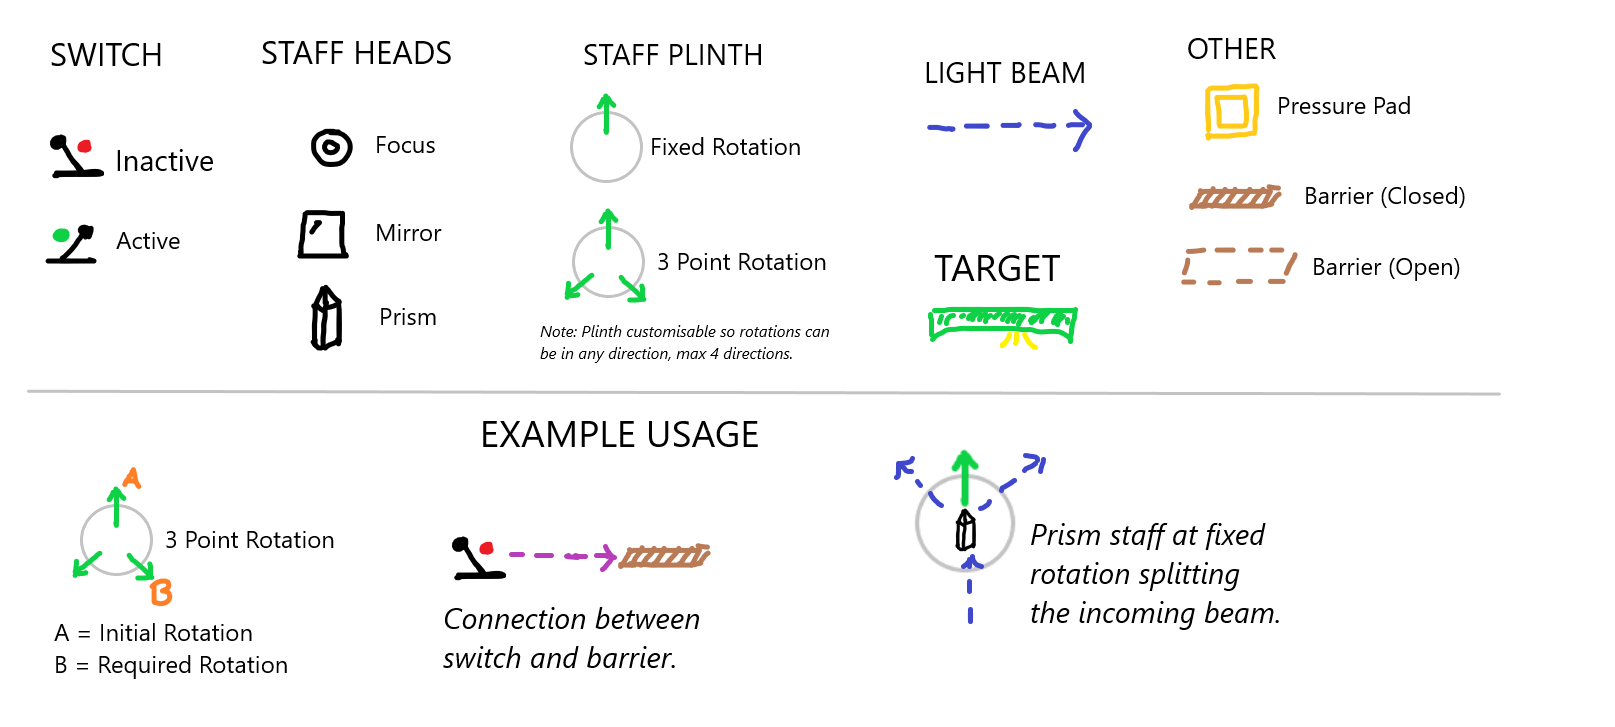 SWITCH
Inactive
Active
STAFF HEADS
Focus
Mirror
Prism
STAFF PLINTH
Fixed Rotation
3 Point Rotation
Note: Plinth customisable so rotations can
be in any direction, max 4 directions.
LIGHT BEAM
TARGET
OTHER
Pressure Pad
Barrier (Closed)
Barrier (Open)
EXAMPLE USAGE
A
3 Point Rotation
B
A = Initial Rotation
B = Required Rotation
Connection between
switch and barrier.
Prism staff at fixed
rotation splitting
the incoming beam.